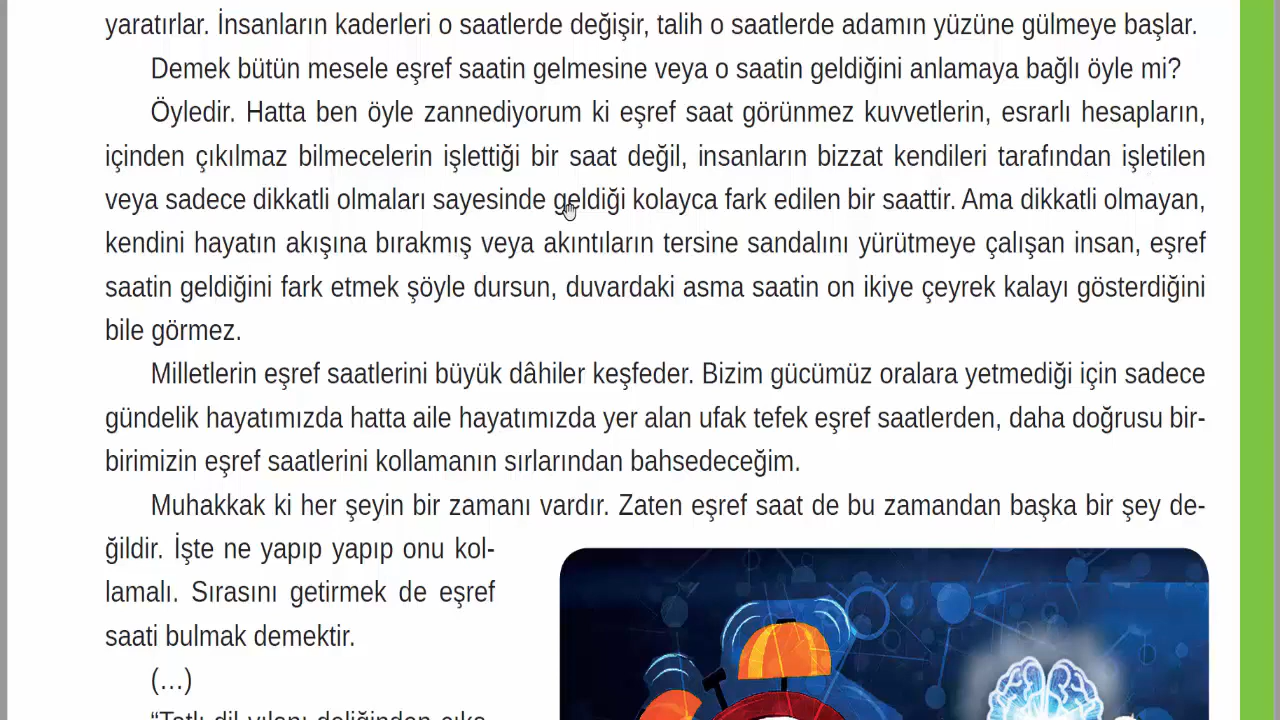 yaratırlar. İnsanların kaderleri o saatlerde değişir, talih o saatlerde adamın yüzüne gülmeye başlar.
Demek bütün mesele eşref saatin gelmesine veya o saatin geldiğini anlamaya bağlı öyle mi?
Öyledir. Hatta ben öyle zannediyorum ki eşref saat görünmez kuvvetlerin, esrarlı hesapların,
içinden çıkılmaz bilmecelerin işlettiği bir saat değil, insanların bizzat kendileri tarafından işletilen
veya sadece dikkatli olmaları sayesinde geldiği kolayca fark edilen bir saattir. Ama dikkatli olmayan,
kendini hayatın akışına bırakmış veya akıntıların tersine sandalını yürütmeye çalışan insan, eşref
saatin geldiğini fark etmek şöyle dursun, duvardaki asma saatin on ikiye çeyrek kalayı gösterdiğini
bile görmez.
Milletlerin eşref saatlerini büyük dâhiler keşfeder. Bizim gücümüz oralara yetmediği için sadece
gündelik hayatımızda hatta aile hayatımızda yer alan ufak tefek eşref saatlerden, daha doğrusu bir-
birimizin eşref saatlerini kollamanın sırlarından bahsedeceğim.
Muhakkak ki her şeyin bir zamanı vardır. Zaten eşref saat de bu zamandan başka bir şey de-
ğildir. İşte ne yapıp yapıp onu kol-
lamalı. Sırasını getirmek de eşref
saati bulmak demektir.
(…)
“Tatlı dil yılanı deliğinden çıka-